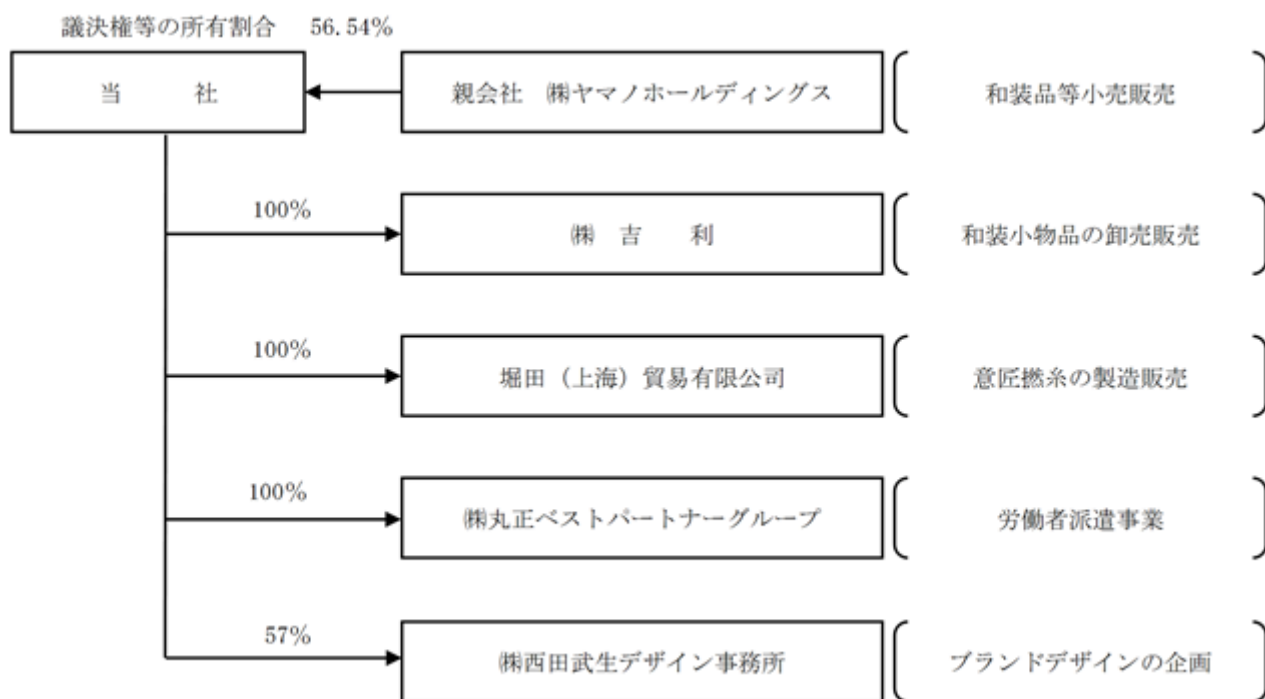 議決権等の所有割合 56.54%
当 社 親会社 ㈱ヤマノホールディングス 和装品等小売販売
100% ㈱ 吉 利 和装小物品の卸売販売
100% 堀田（上海）貿易有限公司 意匠撚糸の製造販売
100% ㈱丸正ベストパートナーグループ 労働者派遣事業
57% ㈱西田武生デザイン事務所 ブランドデザインの企画